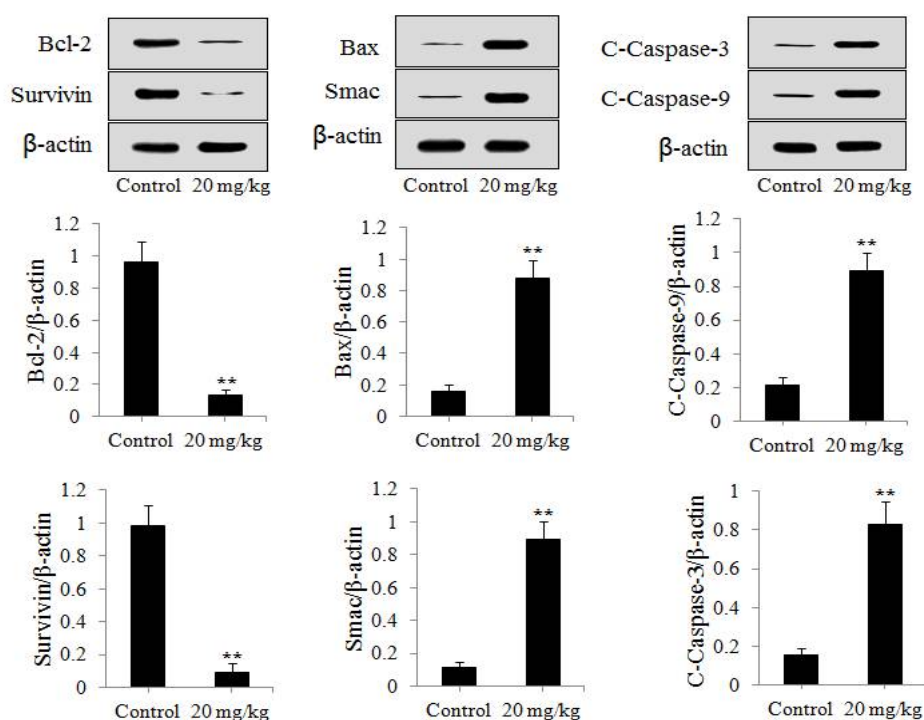 Bcl-2
Survivin
β-actin
Control 20 mg/kg
Bax
Smac
β-actin
Control 20 mg/kg
C-Caspase-3
C-Caspase-9
β-actin
Control 20 mg/kg
Bcl-2/β-actin
1.2
1
0.8
0.6
0.4
0.2
0
**
Control 20 mg/kg
Bax/β-actin
1.2
1
0.8
0.6
0.4
0.2
0
**
Control 20 mg/kg
C-Caspase-9/β-actin
1.2
1
0.8
0.6
0.4
0.2
0
**
Control 20 mg/kg
Survivin/β-actin
1.2
1
0.8
0.6
0.4
0.2
0
**
Control 20 mg/kg
Smac/β-actin
1.2
1
0.8
0.6
0.4
0.2
0
**
Control 20 mg/kg
C-Caspase-3/β-actin
1
0.8
0.6
0.4
0.2
0
**
Control 20 mg/kg